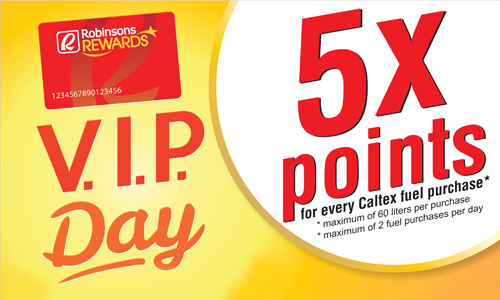 Robinsons
REWARDS
1234567890123456
V.I.P.
Day
5x
points
for every Caltex fuel purchase*
* maximum of 60 liters per purchase
* maximum of 2 fuel purchases per day